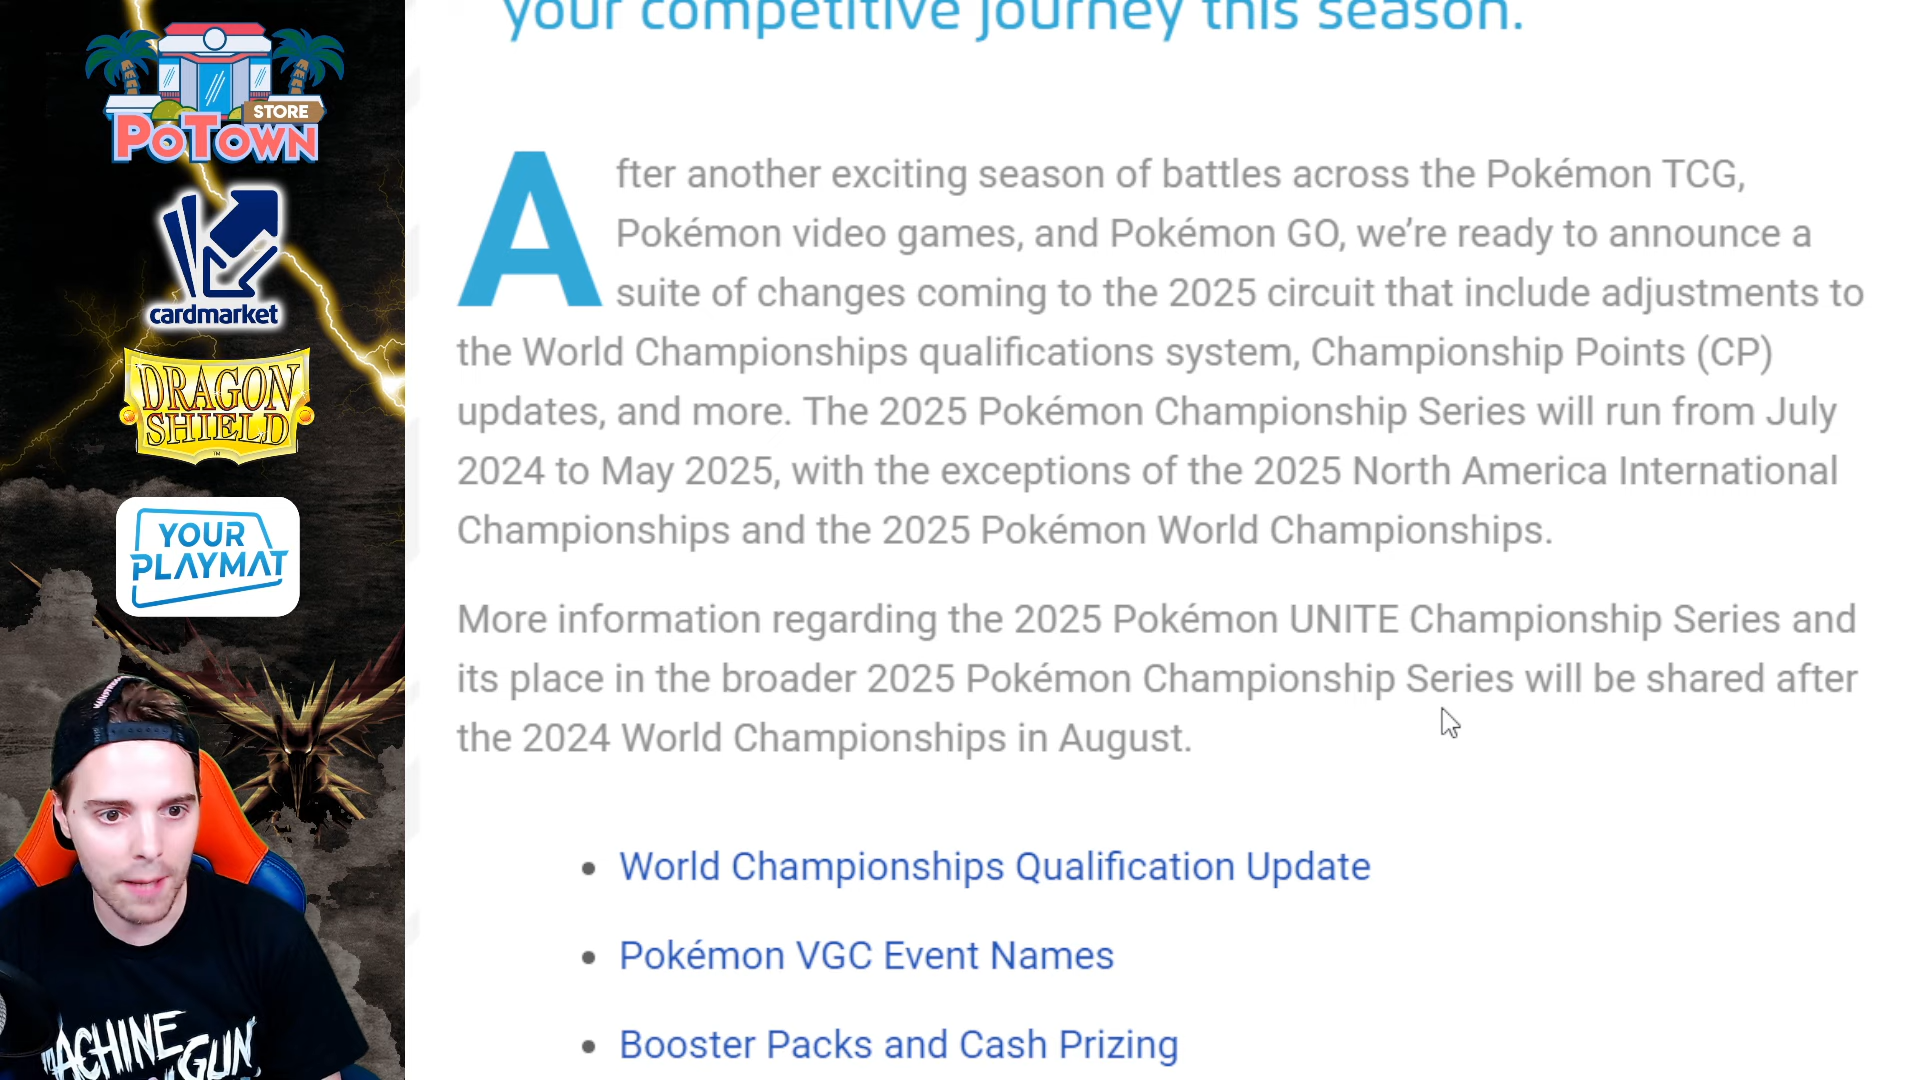 your competitive journey this season.
STORE
POTOWN
cardmarket
DRAGON
SHIELD
TM
YOUR
PLAYMAT
After another exciting season of battles across the Pokémon TCG,
Pokémon video games, and Pokémon GO, we’re ready to announce a
suite of changes coming to the 2025 circuit that include adjustments to
the World Championships qualifications system, Championship Points (CP)
updates, and more. The 2025 Pokémon Championship Series will run from July
2024 to May 2025, with the exceptions of the 2025 North America International
Championships and the 2025 Pokémon World Championships.
More information regarding the 2025 Pokémon UNITE Championship Series and
its place in the broader 2025 Pokémon Championship Series will be shared after
the 2024 World Championships in August.
• World Championships Qualification Update
• Pokémon VGC Event Names
• Booster Packs and Cash Prizing
MACHINE
GUN